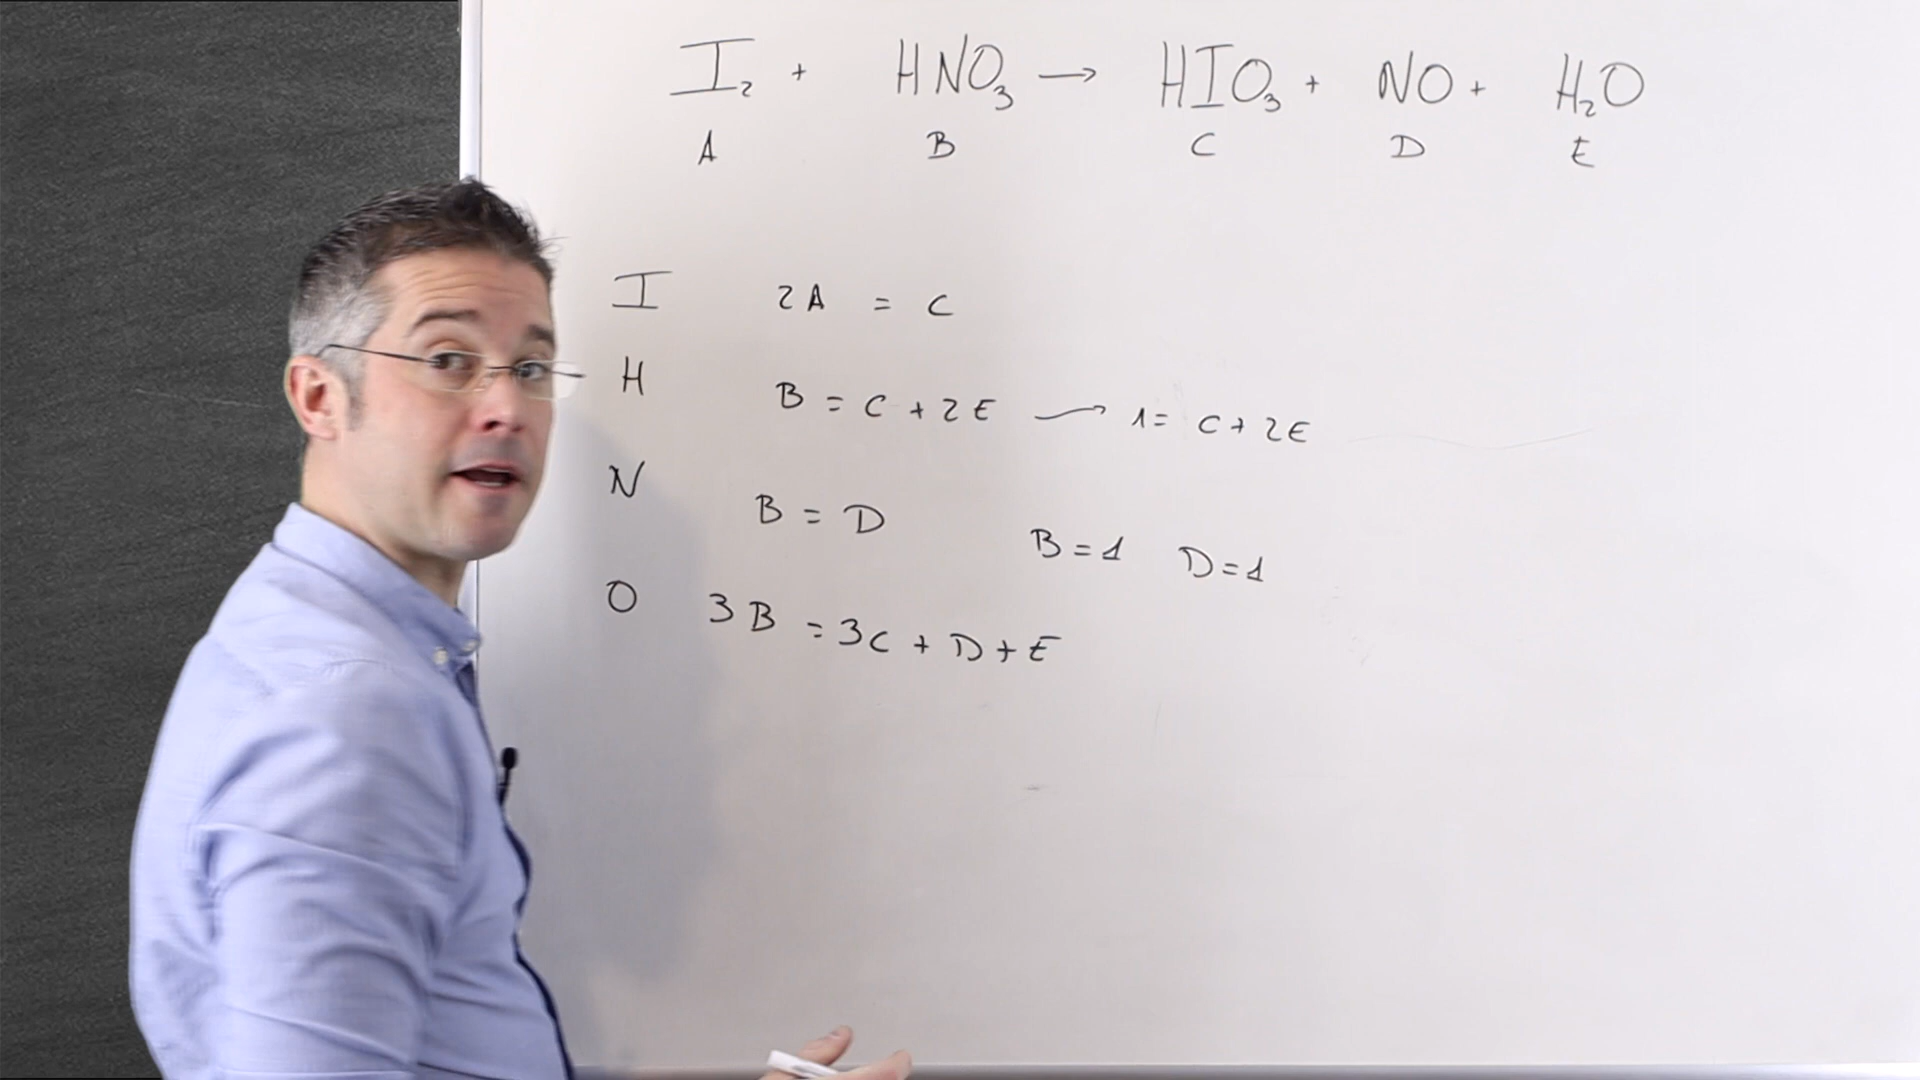 I₂ + HNO₃ → HIO₃ + NO + H₂O
A B C D E
I 2A = C
H B = C + 2E → 1 = C + 2E
N B = D
B = 1 D = 1
O 3B = 3C + D + E